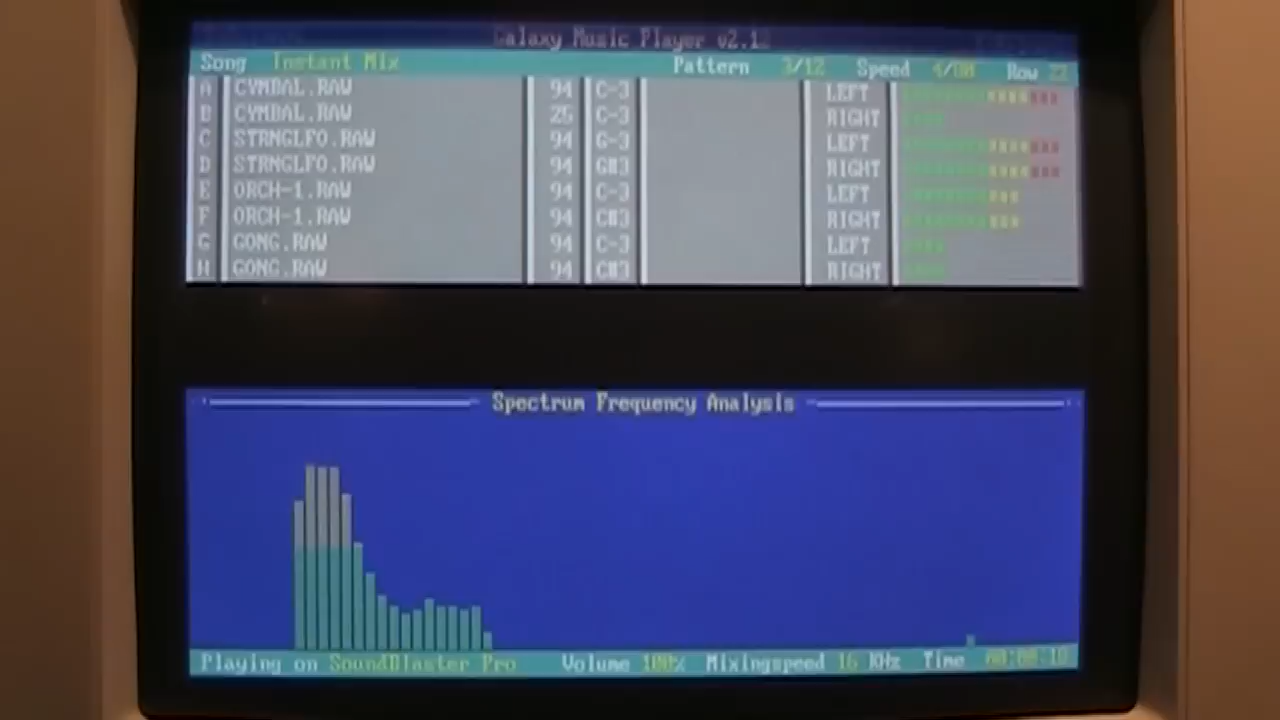 Galaxy Music Player v2.1
Song Instant Mix Pattern 3/12 Speed 4/80 Row
A CYMBAL.RAW 94 C-3 LEFT
B CYMBAL.RAW 25 C-3 RIGHT
C STRNGLFO.RAW 94 G-3 LEFT
D STRNGLFO.RAW 94 G#3 RIGHT
E ORCH-1.RAW 94 C-3 LEFT
F ORCH-1.RAW 94 C#3 RIGHT
G GONG.RAW 94 C-3 LEFT
H GONG.RAW 94 C#3 RIGHT
Spectrum Frequency Analysis
Playing on SoundBlaster Pro Volume 100% Mixingspeed 16 KHz Time